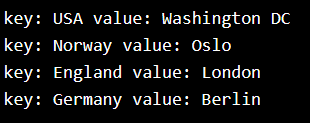 key: USA value: Washington DC
key: Norway value: Oslo
key: England value: London
key: Germany value: Berlin